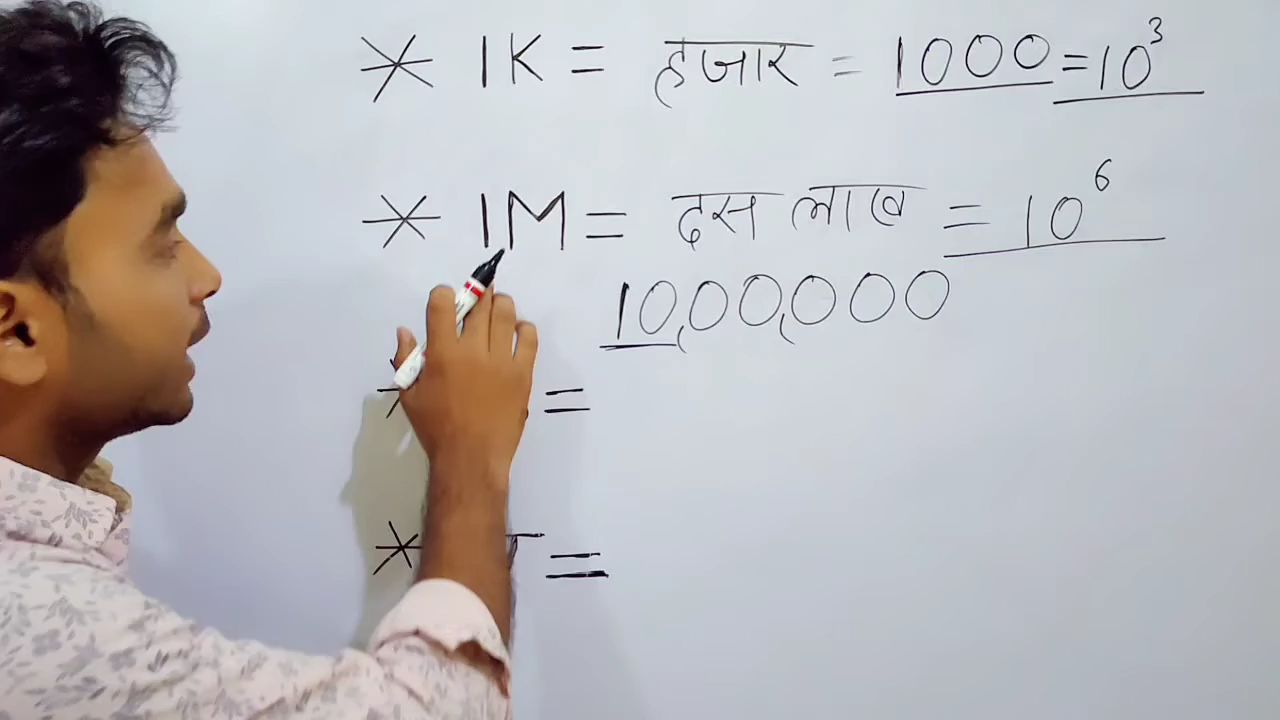 * 1K = हजार = 1000 = 10³
* 1M = दस लाख = 10⁶
10,00,000
* =
* T =